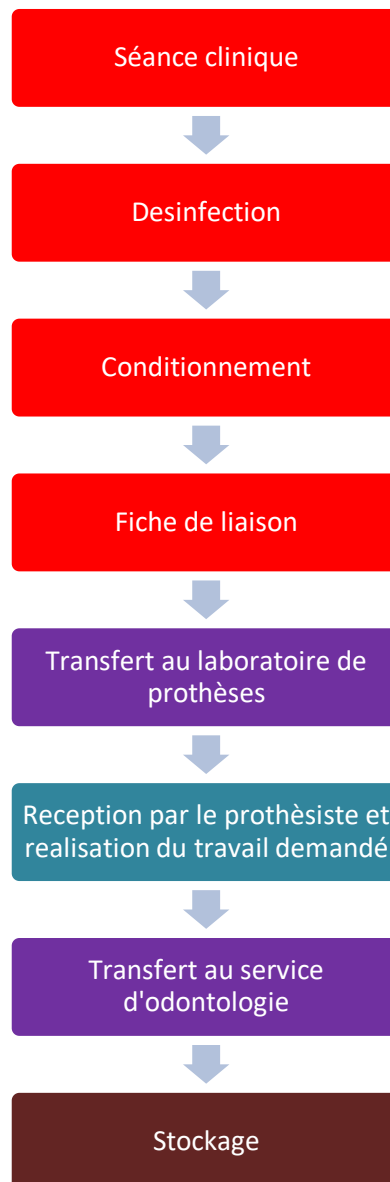 Séance clinique
Desinfection
Conditionnement
Fiche de liaison
Transfert au laboratoire de
prothèses
Reception par le prothèsiste et
realisation du travail demandé
Transfert au service
d'odontologie
Stockage